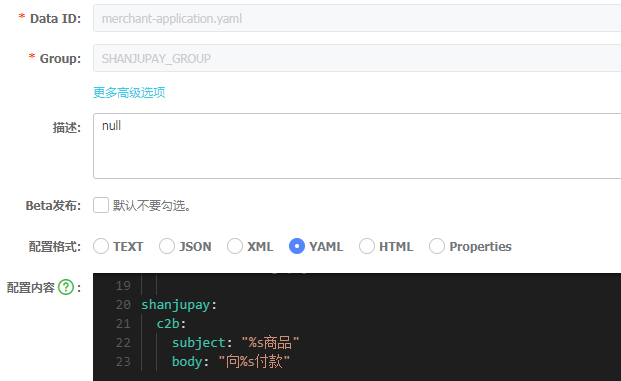 * Data ID: merchant-application.yaml
* Group: SHANJUPAY_GROUP
更多高级选项
描述: null
Beta发布: 默认不要勾选。
配置格式: TEXT JSON XML YAML HTML Properties
配置内容 ? :
19
20 shanjupay:
21 c2b:
22 subject: "%s商品"
23 body: "向%s付款"